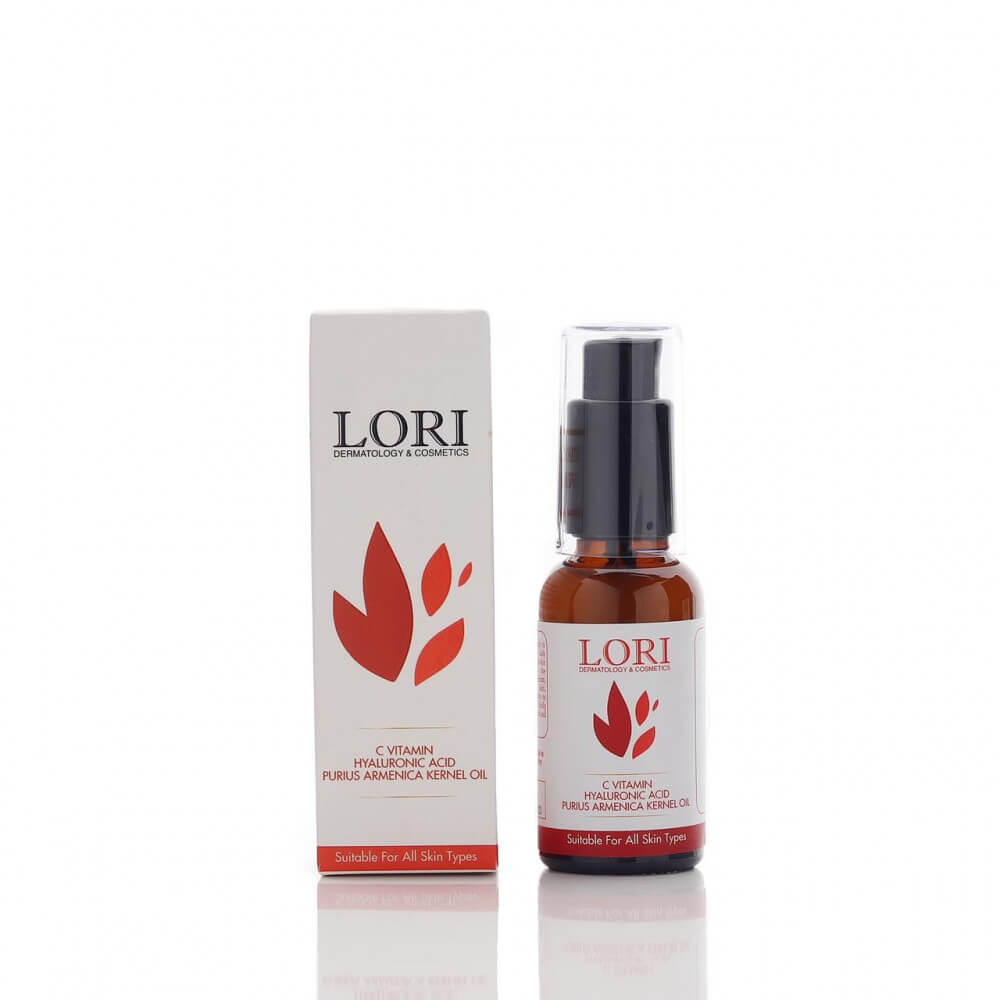 LORI
DERMATOLOGY & COSMETICS
C VITAMIN
HYALURONIC ACID
PURIUS ARMENICA KERNEL OIL
Suitable For All Skin Types
LORI
DERMATOLOGY & COSMETICS
C VITAMIN
HYALURONIC ACID
PURIUS ARMENICA KERNEL OIL
Suitable For All Skin Types